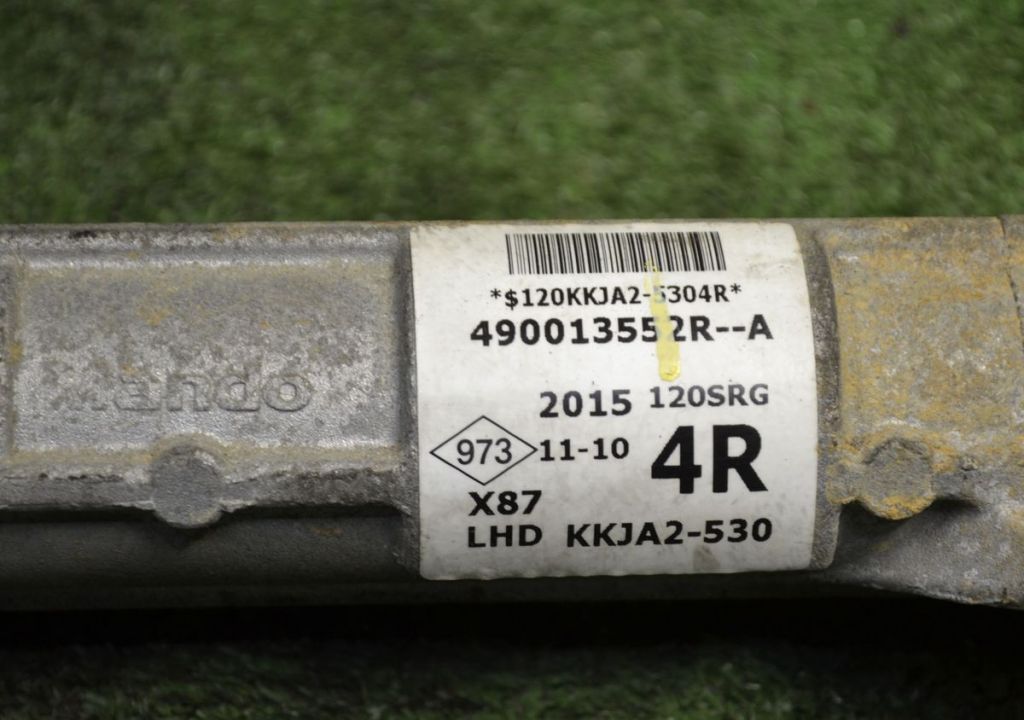 *$120KKJA2-5304R*
490013552R--A
2015 120SRG
973 11-10 4R
X87
LHD KKJA2-530
mando